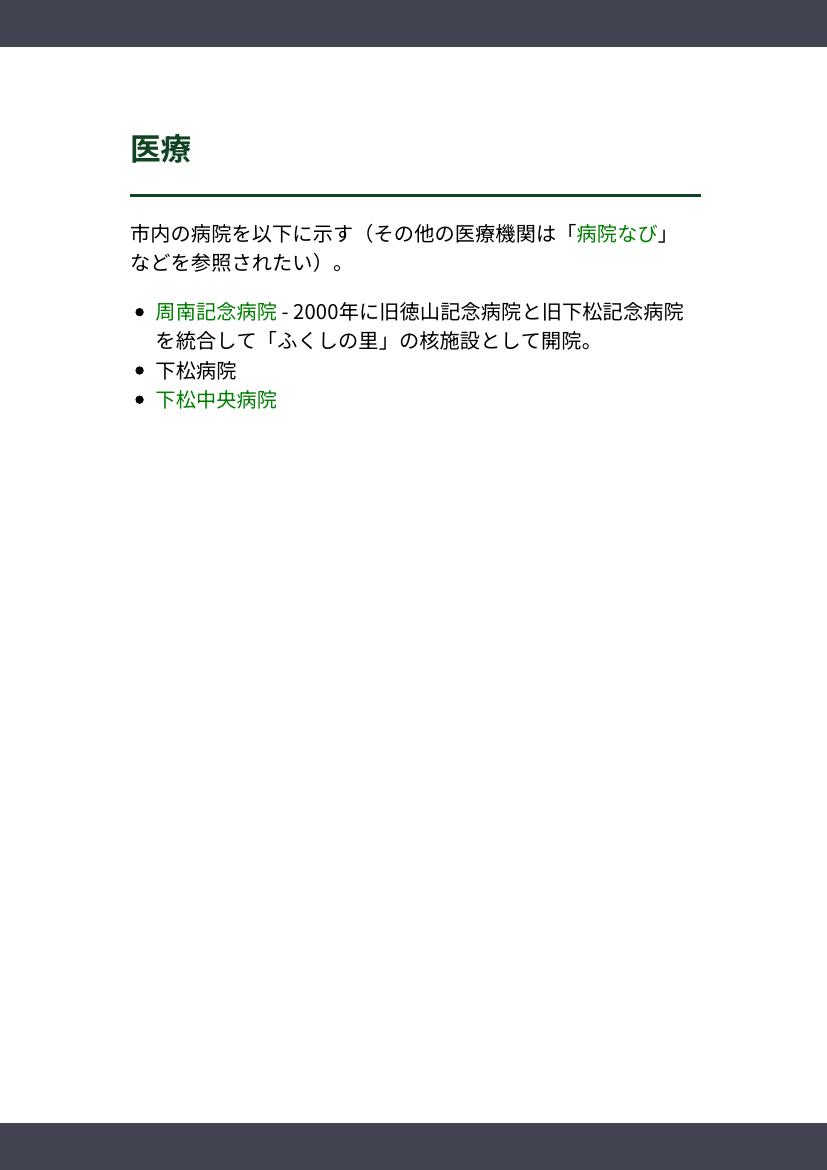 医療
市内の病院を以下に示す（その他の医療機関は「病院なび」
などを参照されたい）。
• 周南記念病院 - 2000年に旧徳山記念病院と旧下松記念病院
を統合して「ふくしの里」の核施設として開院。
• 下松病院
• 下松中央病院